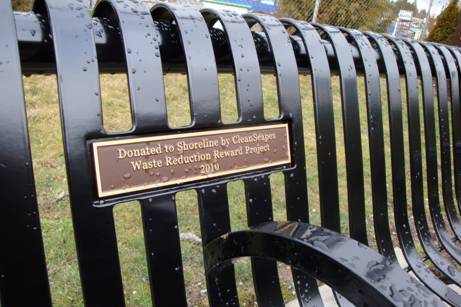 Donated to Shoreline by CleanScapes
Waste Reduction Reward Project
2010